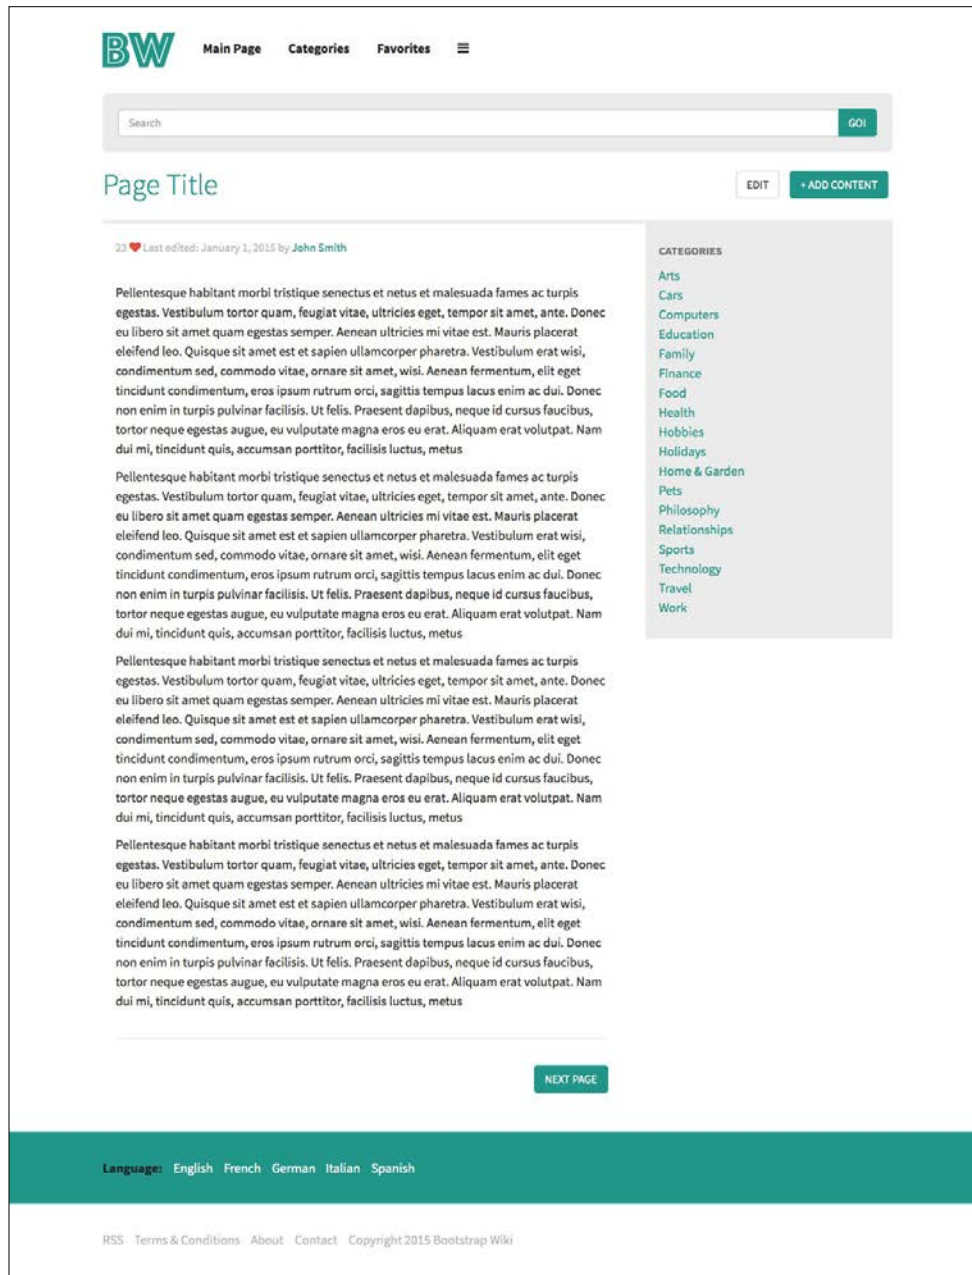 BW Main Page Categories Favorites
Search GO!
Page Title EDIT + ADD CONTENT
23 Last edited: January 1, 2015 by John Smith
Pellentesque habitant morbi tristique senectus et netus et malesuada fames ac turpis
egestas. Vestibulum tortor quam, feugiat vitae, ultricies eget, tempor sit amet, ante. Donec
eu libero sit amet quam egestas semper. Aenean ultricies mi vitae est. Mauris placerat
eleifend leo. Quisque sit amet est et sapien ullamcorper pharetra. Vestibulum erat wisi,
condimentum sed, commodo vitae, ornare sit amet, wisi. Aenean fermentum, elit eget
tincidunt condimentum, eros ipsum rutrum orci, sagittis tempus lacus enim ac dui. Donec
non enim in turpis pulvinar facilisis. Ut felis. Praesent dapibus, neque id cursus faucibus,
tortor neque egestas augue, eu vulputate magna eros eu erat. Aliquam erat volutpat. Nam
dui mi, tincidunt quis, accumsan porttitor, facilisis luctus, metus
Pellentesque habitant morbi tristique senectus et netus et malesuada fames ac turpis
egestas. Vestibulum tortor quam, feugiat vitae, ultricies eget, tempor sit amet, ante. Donec
eu libero sit amet quam egestas semper. Aenean ultricies mi vitae est. Mauris placerat
eleifend leo. Quisque sit amet est et sapien ullamcorper pharetra. Vestibulum erat wisi,
condimentum sed, commodo vitae, ornare sit amet, wisi. Aenean fermentum, elit eget
tincidunt condimentum, eros ipsum rutrum orci, sagittis tempus lacus enim ac dui. Donec
non enim in turpis pulvinar facilisis. Ut felis. Praesent dapibus, neque id cursus faucibus,
tortor neque egestas augue, eu vulputate magna eros eu erat. Aliquam erat volutpat. Nam
dui mi, tincidunt quis, accumsan porttitor, facilisis luctus, metus
Pellentesque habitant morbi tristique senectus et netus et malesuada fames ac turpis
egestas. Vestibulum tortor quam, feugiat vitae, ultricies eget, tempor sit amet, ante. Donec
eu libero sit amet quam egestas semper. Aenean ultricies mi vitae est. Mauris placerat
eleifend leo. Quisque sit amet est et sapien ullamcorper pharetra. Vestibulum erat wisi,
condimentum sed, commodo vitae, ornare sit amet, wisi. Aenean fermentum, elit eget
tincidunt condimentum, eros ipsum rutrum orci, sagittis tempus lacus enim ac dui. Donec
non enim in turpis pulvinar facilisis. Ut felis. Praesent dapibus, neque id cursus faucibus,
tortor neque egestas augue, eu vulputate magna eros eu erat. Aliquam erat volutpat. Nam
dui mi, tincidunt quis, accumsan porttitor, facilisis luctus, metus
Pellentesque habitant morbi tristique senectus et netus et malesuada fames ac turpis
egestas. Vestibulum tortor quam, feugiat vitae, ultricies eget, tempor sit amet, ante. Donec
eu libero sit amet quam egestas semper. Aenean ultricies mi vitae est. Mauris placerat
eleifend leo. Quisque sit amet est et sapien ullamcorper pharetra. Vestibulum erat wisi,
condimentum sed, commodo vitae, ornare sit amet, wisi. Aenean fermentum, elit eget
tincidunt condimentum, eros ipsum rutrum orci, sagittis tempus lacus enim ac dui. Donec
non enim in turpis pulvinar facilisis. Ut felis. Praesent dapibus, neque id cursus faucibus,
tortor neque egestas augue, eu vulputate magna eros eu erat. Aliquam erat volutpat. Nam
dui mi, tincidunt quis, accumsan porttitor, facilisis luctus, metus
NEXT PAGE
CATEGORIES
Arts
Cars
Computers
Education
Family
Finance
Food
Health
Hobbies
Holidays
Home & Garden
Pets
Philosophy
Relationships
Sports
Technology
Travel
Work
Language: English French German Italian Spanish
RSS Terms & Conditions About Contact Copyright 2015 Bootstrap Wiki